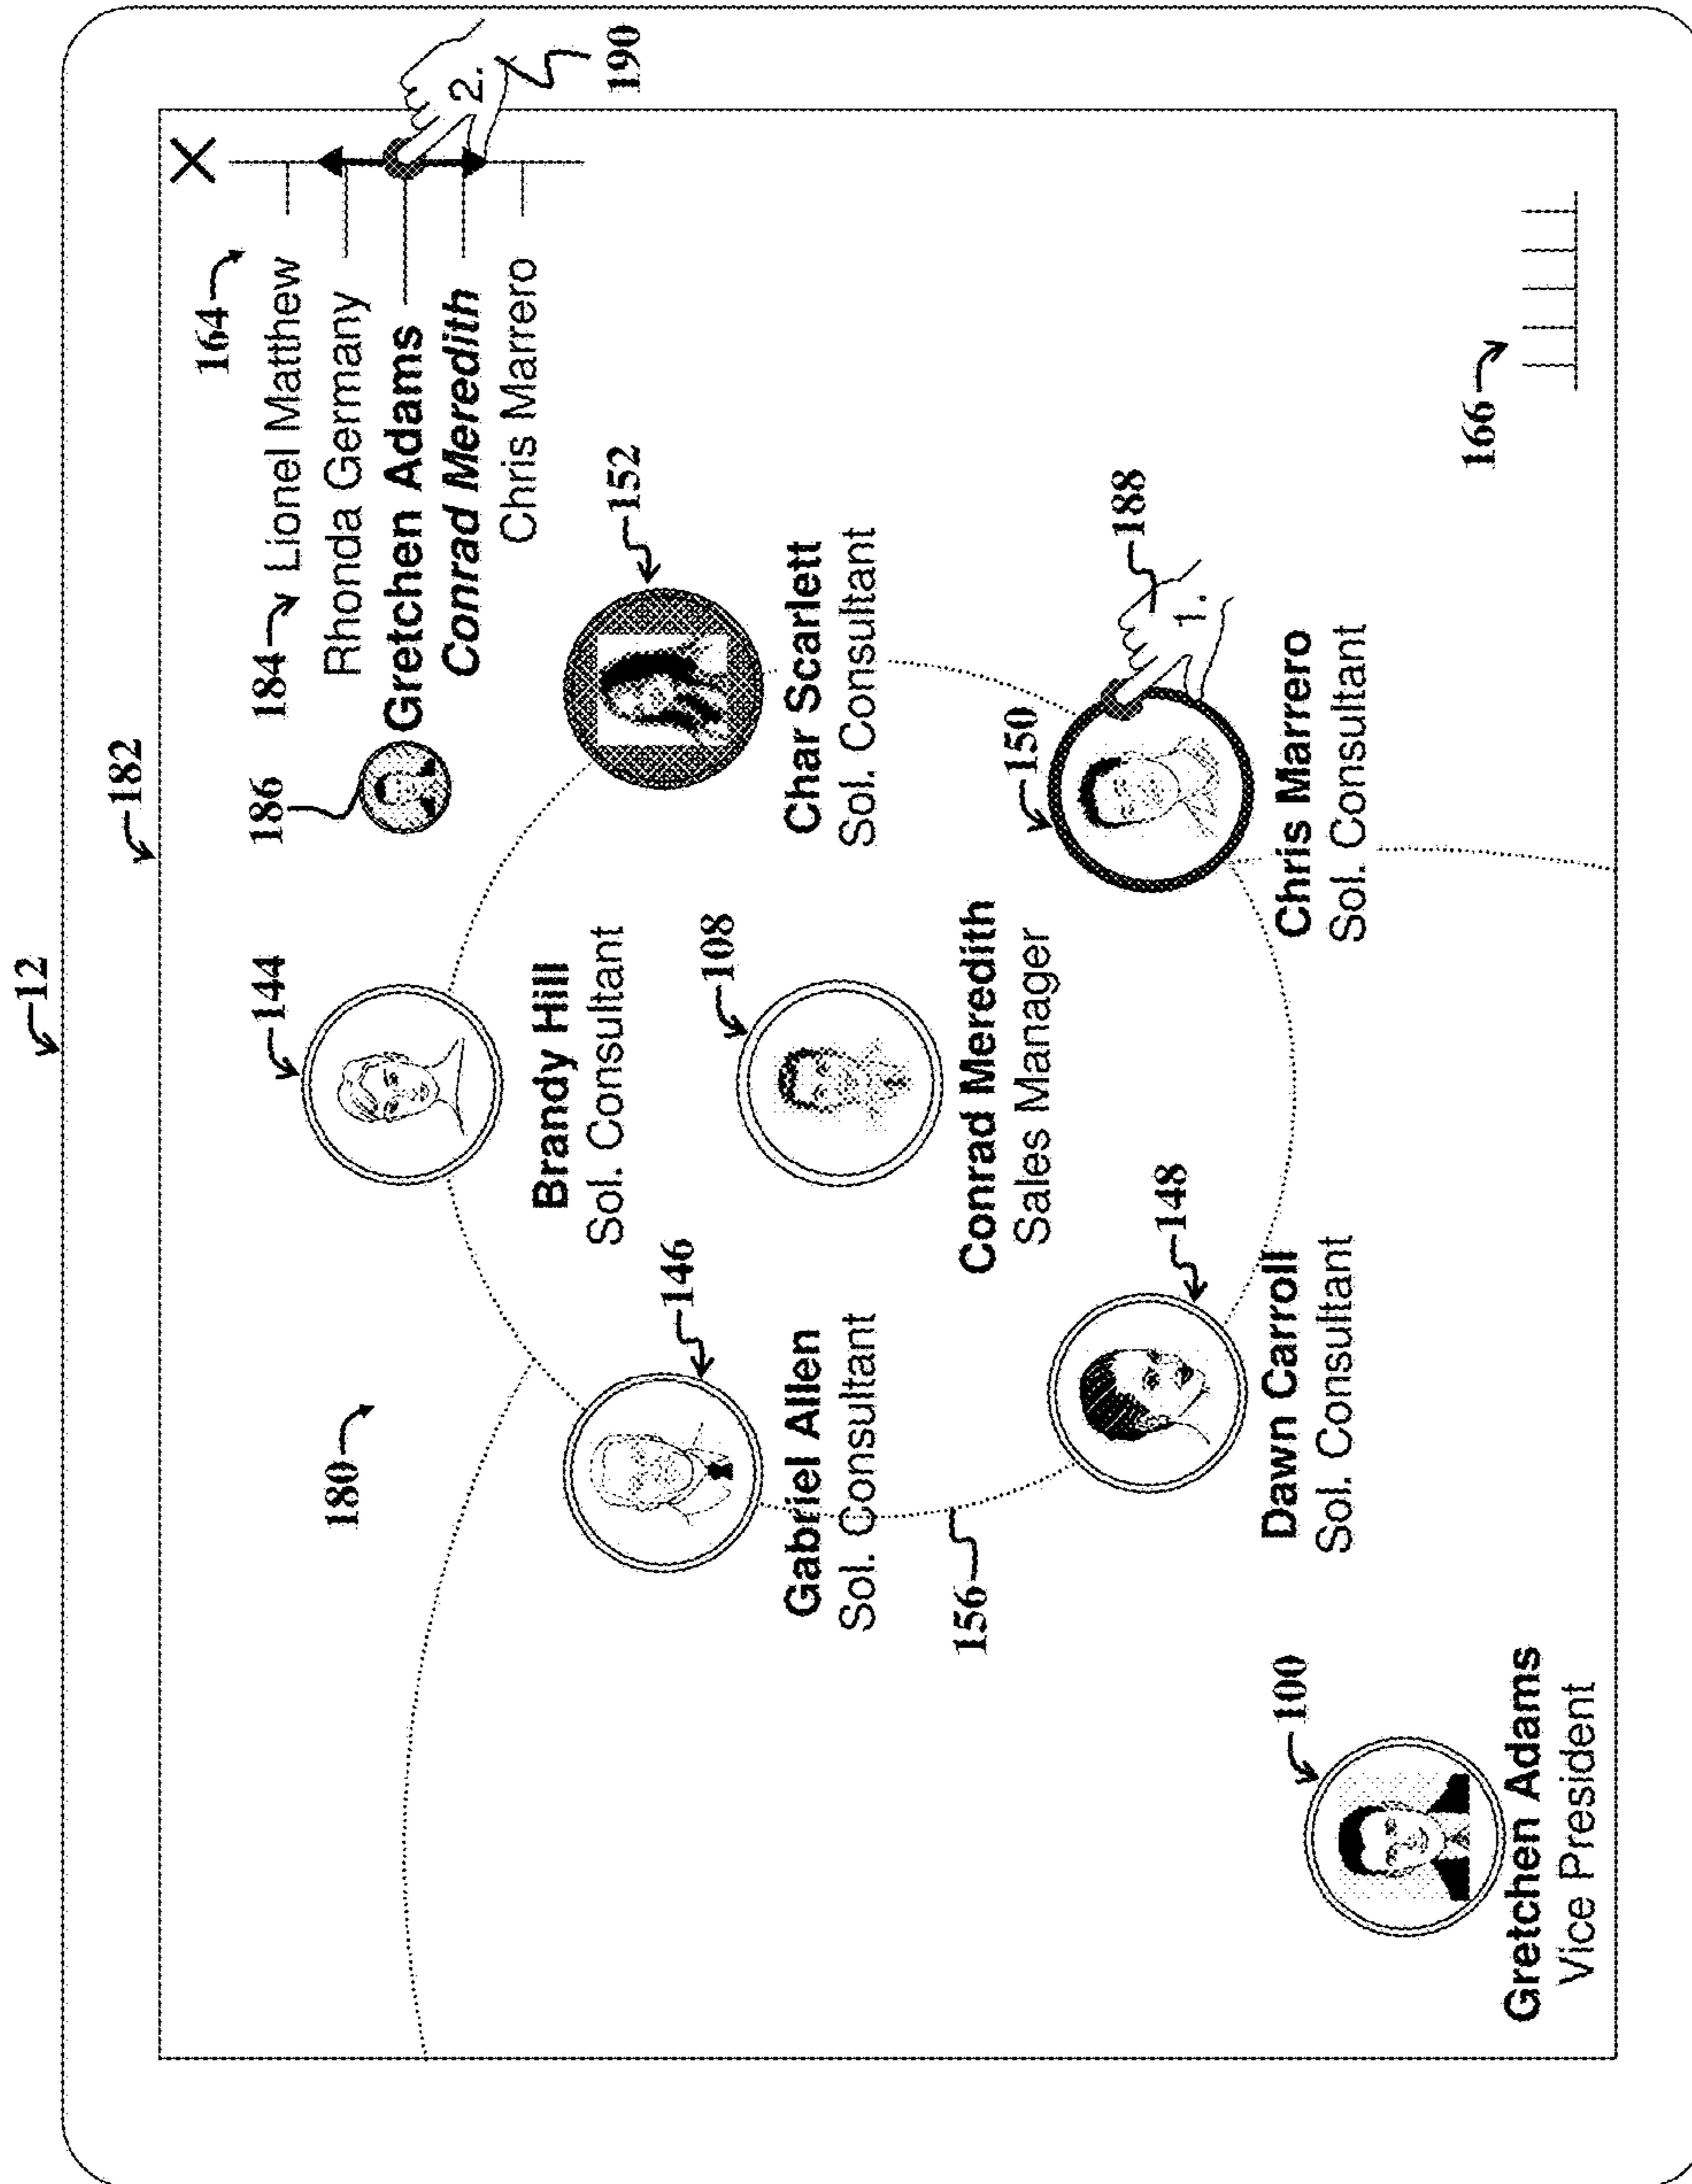 12
182
X
164
144
186
184
Lionel Matthew
Rhonda Germany
Gretchen Adams
Conrad Meredith
Chris Marrero
2.
190
180
Brandy Hill
Sol. Consultant
152
146
108
Gabriel Allen
Sol. Consultant
Char Scarlett
Sol. Consultant
156
Conrad Meredith
Sales Manager
150
188
1.
148
Dawn Carroll
Sol. Consultant
Chris Marrero
Sol. Consultant
100
166
Gretchen Adams
Vice President